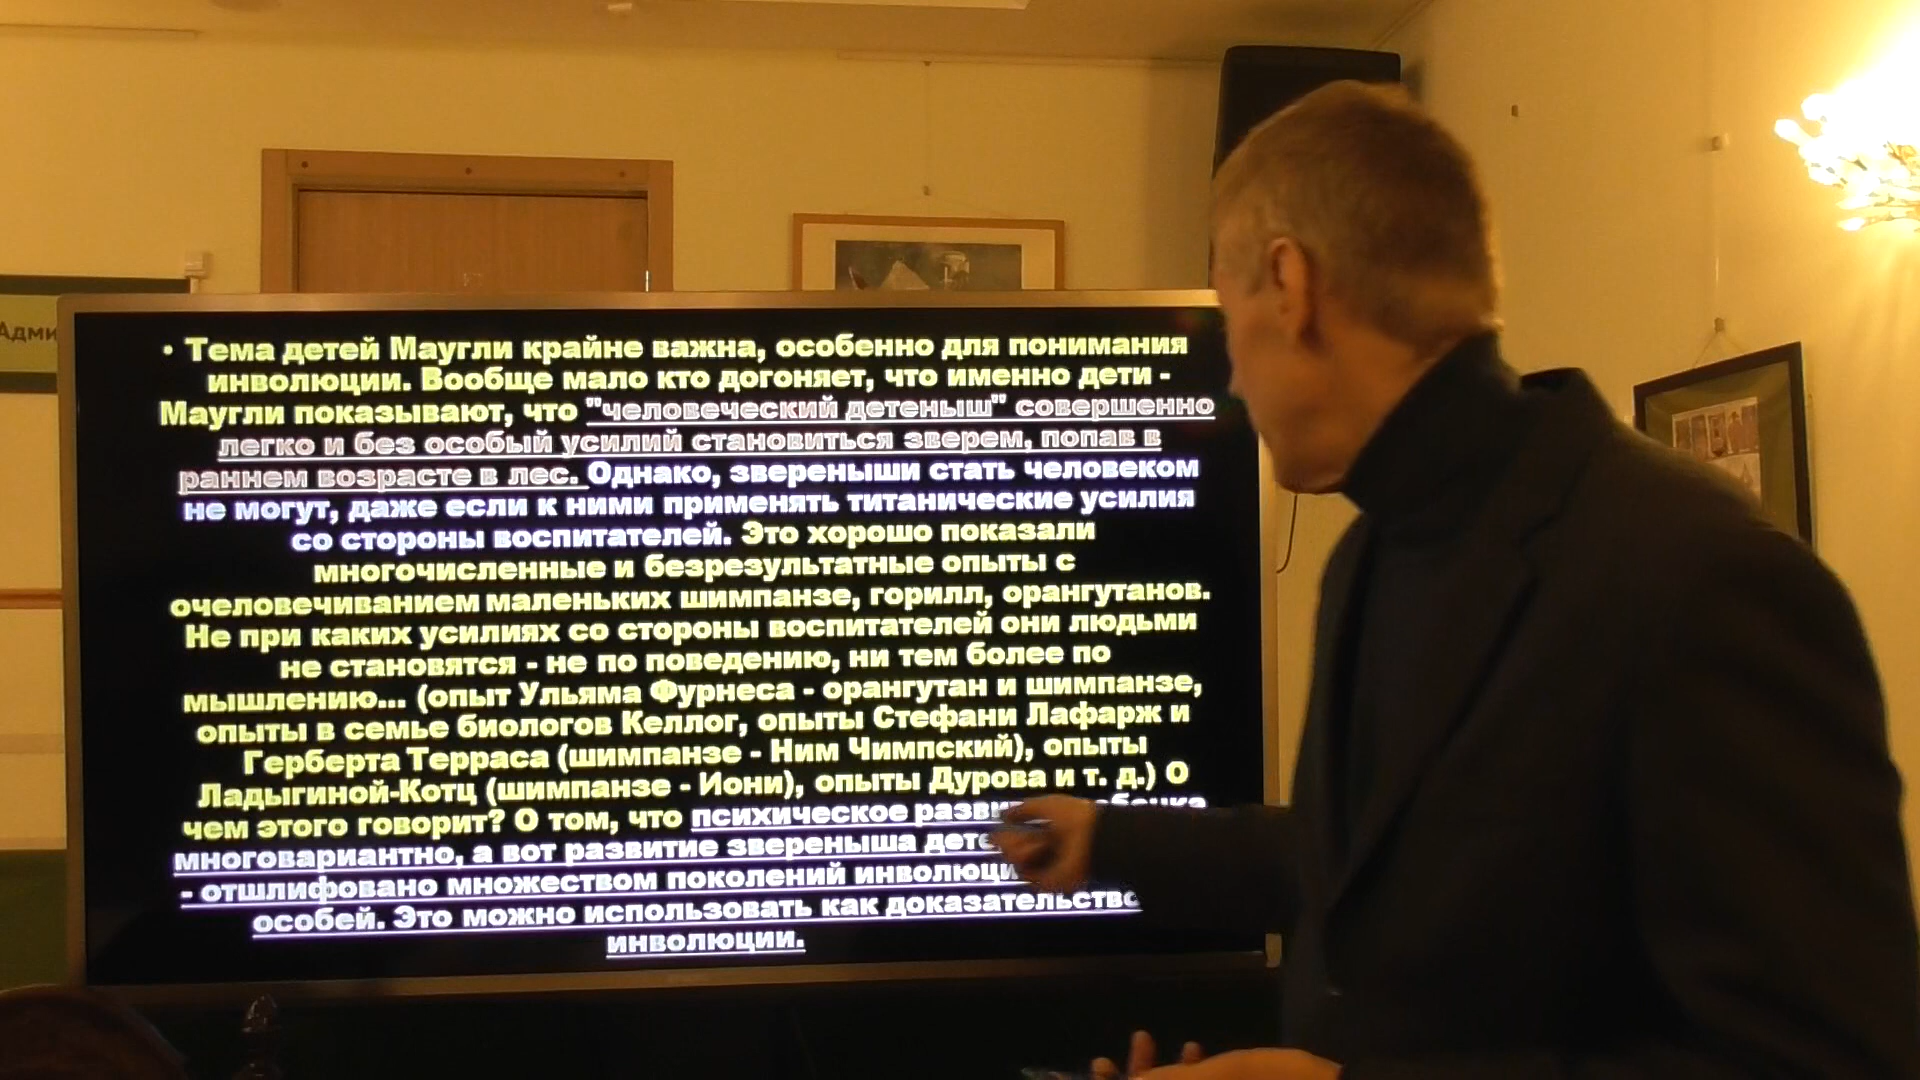 Адми
• Тема детей Маугли крайне важна, особенно для понимания
инволюции. Вообще мало кто догоняет, что именно дети -
Маугли показывают, что "человеческий детеныш" совершенно
легко и без особый усилий становиться зверем, попав в
раннем возрасте в лес. Однако, звереныши стать человеком
не могут, даже если к ними применять титанические усилия
со стороны воспитателей. Это хорошо показали
многочисленные и безрезультатные опыты с
очеловечиванием маленьких шимпанзе, горилл, орангутанов.
Не при каких усилиях со стороны воспитателей они людьми
не становятся - не по поведению, ни тем более по
мышлению... (опыт Ульяма Фурнеса - орангутан и шимпанзе,
опыты в семье биологов Келлог, опыты Стефани Лафарж и
Герберта Терраса (шимпанзе - Ним Чимпский), опыты
Ладыгиной-Котц (шимпанзе - Иони), опыты Дурова и т. д.) О
чем этого говорит? О том, что психическое
многовариантно, а вот развитие звереныша
- отшлифовано множеством поколений
особей. Это можно использовать как доказательство
инволюции.